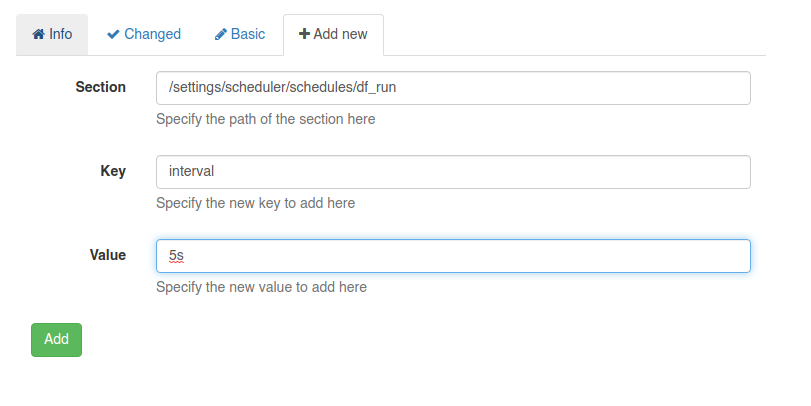 Info Changed Basic Add new
Section /settings/scheduler/schedules/df_run
Specify the path of the section here
Key interval
Specify the new key to add here
Value 5s
Specify the new value to add here
Add